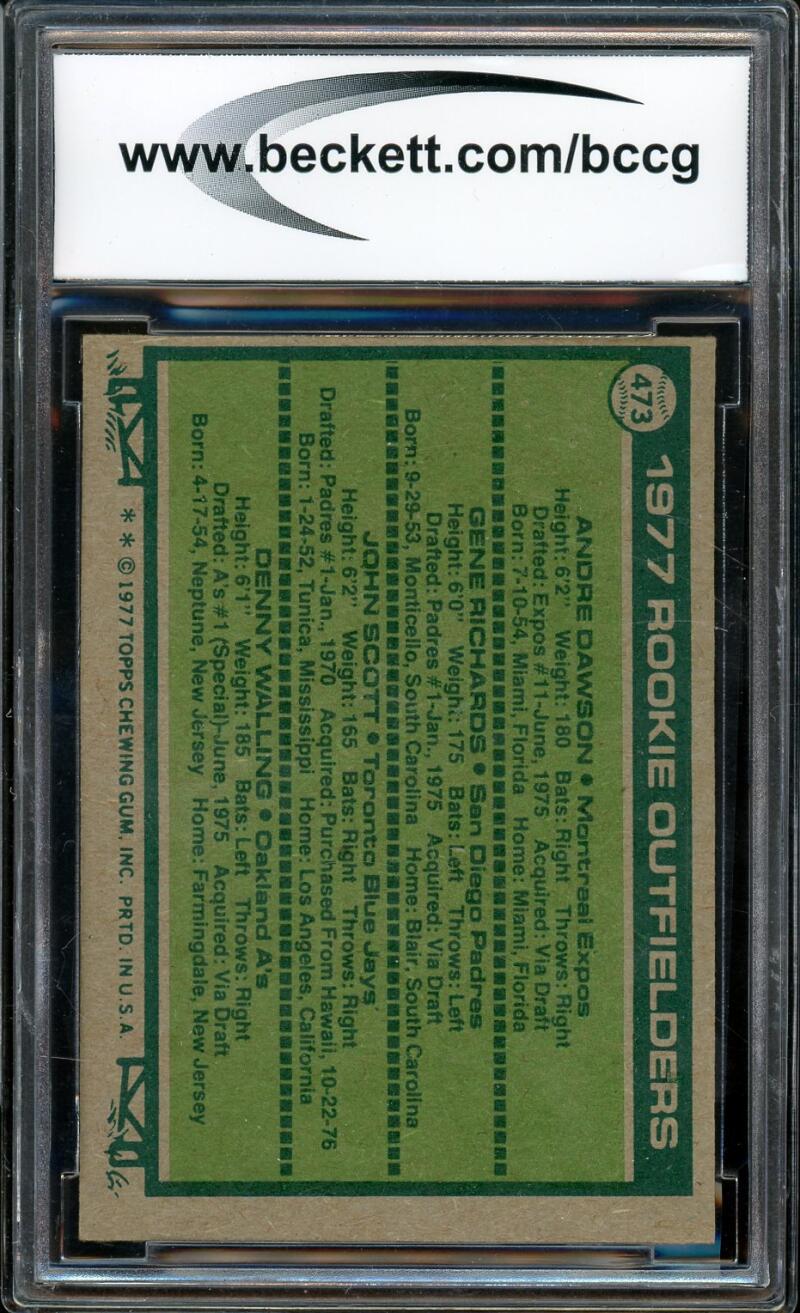 www.beckett.com/bccg
473
1977 ROOKIE OUTFIELDERS
ANDRE DAWSON • Montreal Expos
Height: 6'2" Weight: 180 Bats: Right Throws: Right
Drafted: Expos #11-June, 1975 Acquired: Via Draft
Born: 7-10-54, Miami, Florida Home: Miami, Florida
GENE RICHARDS • San Diego Padres
Height: 6'0" Weight: 175 Bats: Left Throws: Left
Drafted: Padres #1-Jan., 1975 Acquired: Via Draft
Born: 9-29-53, Monticello, South Carolina Home: Blair, South Carolina
JOHN SCOTT • Toronto Blue Jays
Height: 6'2" Weight: 165 Bats: Right Throws: Right
Drafted: Padres #1-Jan., 1970 Acquired: Purchased From Hawaii, 10-22-76
Born: 1-24-52, Tunica, Mississippi Home: Los Angeles, California
DENNY WALLING • Oakland A's
Height: 6'1" Weight: 185 Bats: Left Throws: Right
Drafted: A's #1 (Special)-June, 1975 Acquired: Via Draft
Born: 4-17-54, Neptune, New Jersey Home: Farmingdale, New Jersey
* * © 1977 TOPPS CHEWING GUM, INC. PRTD. IN U.S.A.